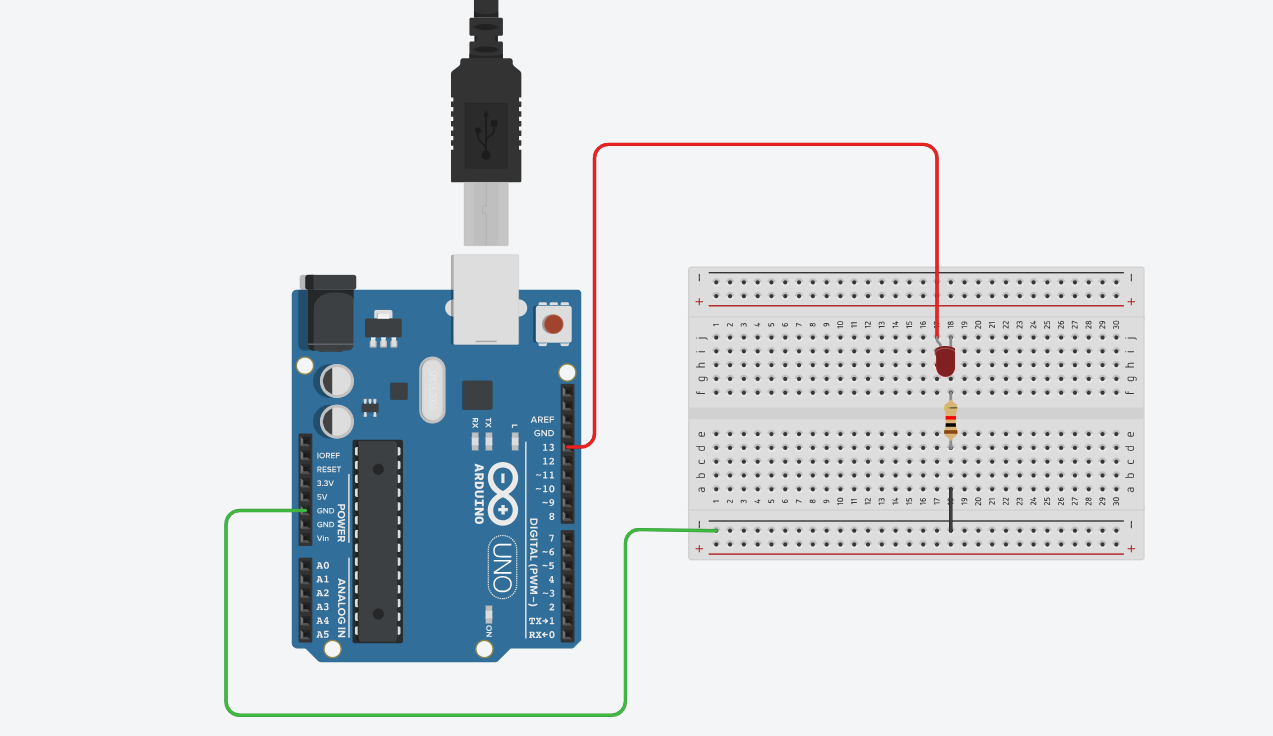 AREF
GND
13
12
~11
~10
~9
8
7
~6
~5
4
~3
2
TX→1
RX←0
DIGITAL (PWM~)
IOREF
RESET
3.3V
5V
GND
GND
Vin
POWER
A0
A1
A2
A3
A4
A5
ANALOG IN
RX
TX
L
ARDUINO
UNO
ON
− −
+ +
1 2 3 4 5 6 7 8 9 10 11 12 13 14 15 16 17 18 19 20 21 22 23 24 25 26 27 28 29 30
j j
i i
h h
g g
f f
e e
d d
c c
b b
a a
1 2 3 4 5 6 7 8 9 10 11 12 13 14 15 16 17 19 20 21 22 23 24 25 26 27 28 29 30
− −
+ +